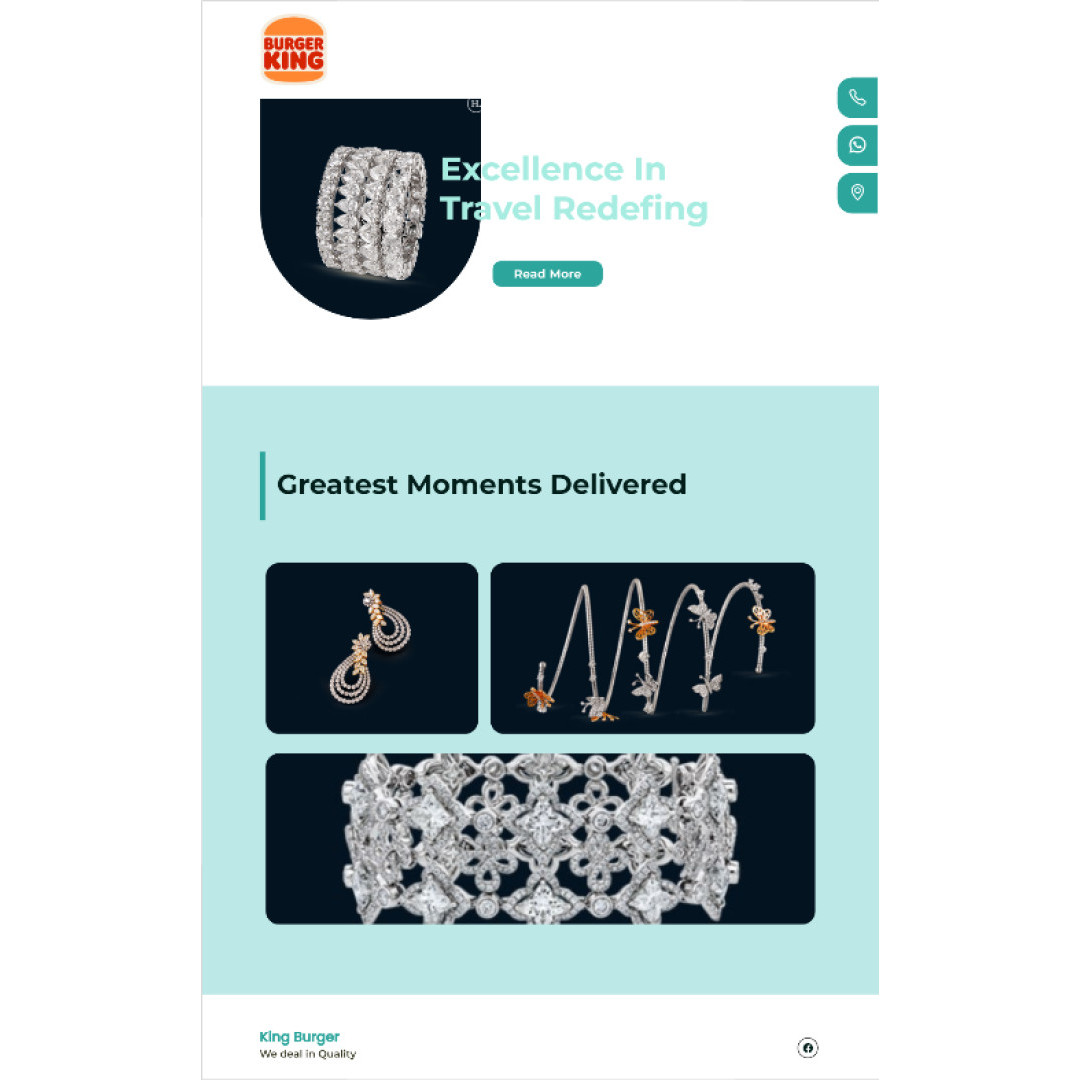 BURGER
KING
Excellence In
Travel Redefing
Read More
Greatest Moments Delivered
King Burger
We deal in Quality